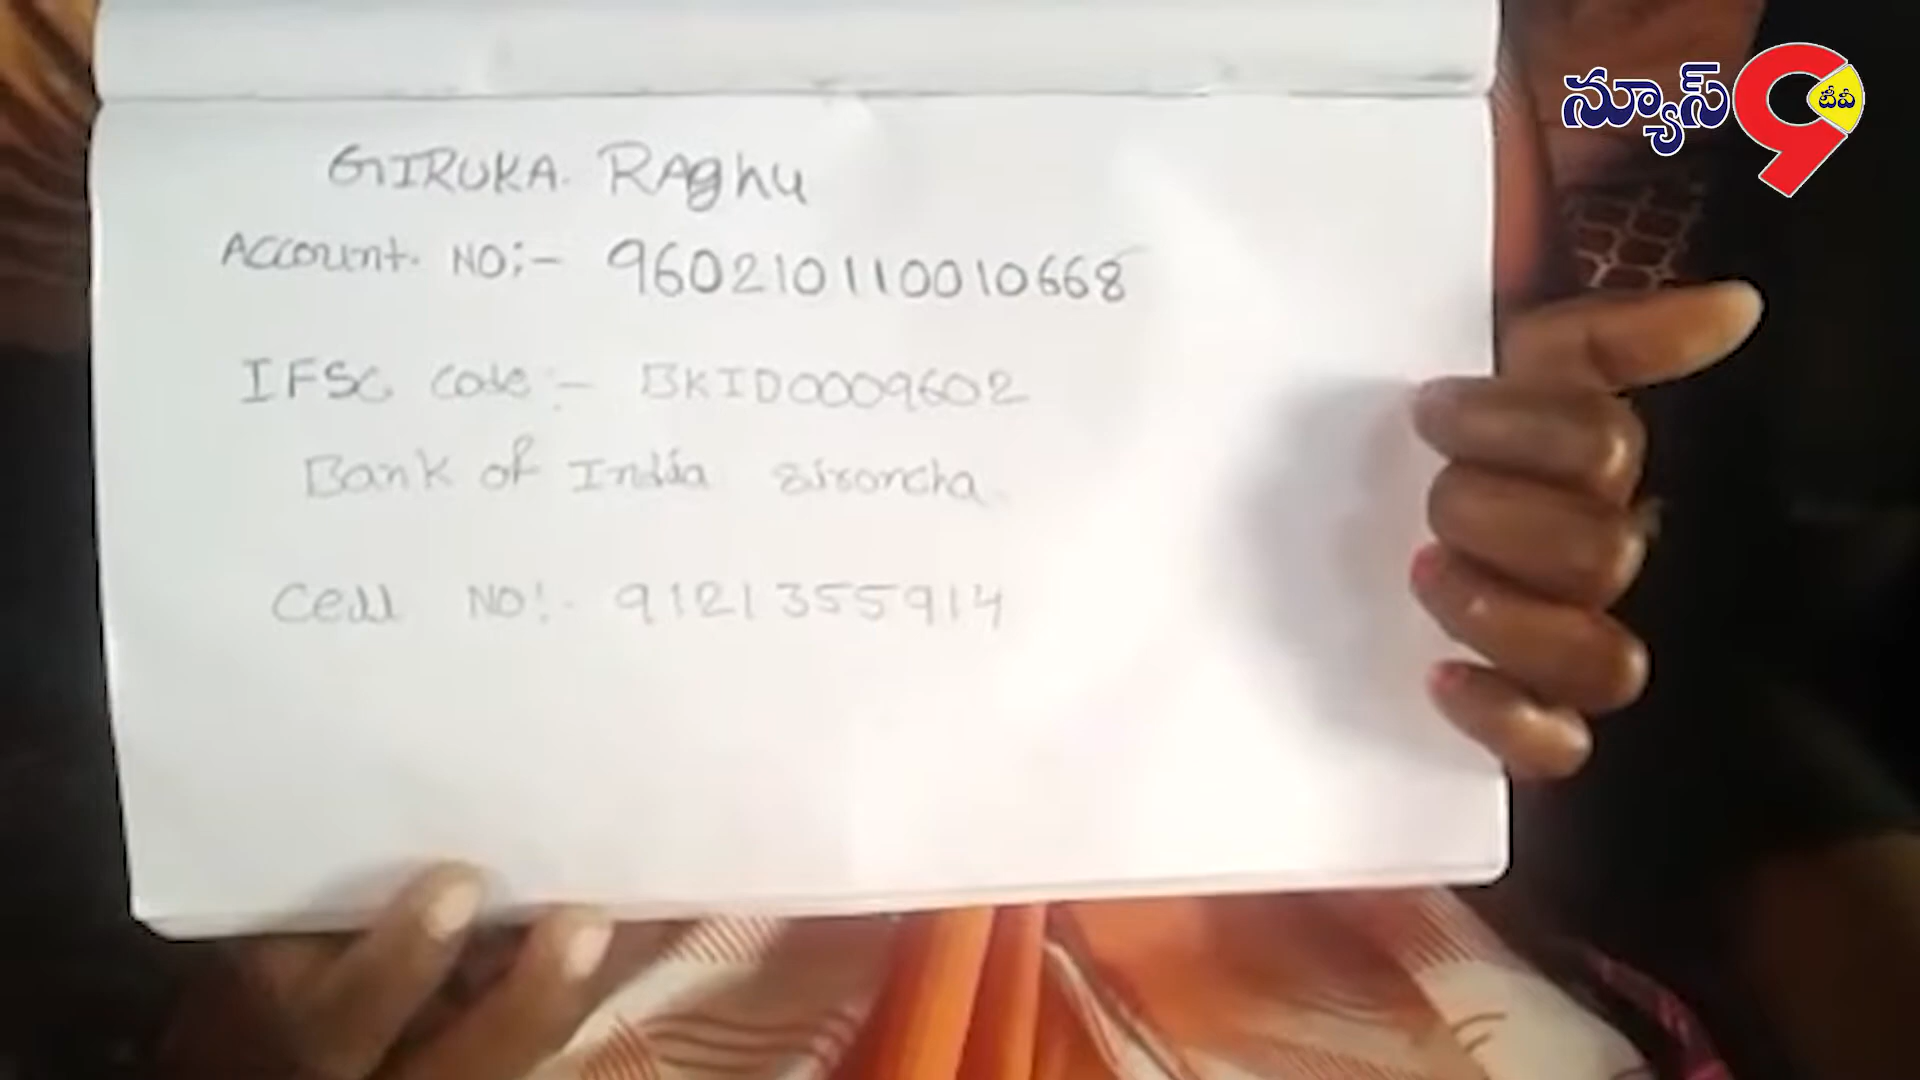 న్యూస్ 9 టీవీ
GIRUKA. RAghu
Account. NO:- 960210110010668
IFSC Code:- BKID0009602
Bank of India sironcha
Cell NO:- 9121355914